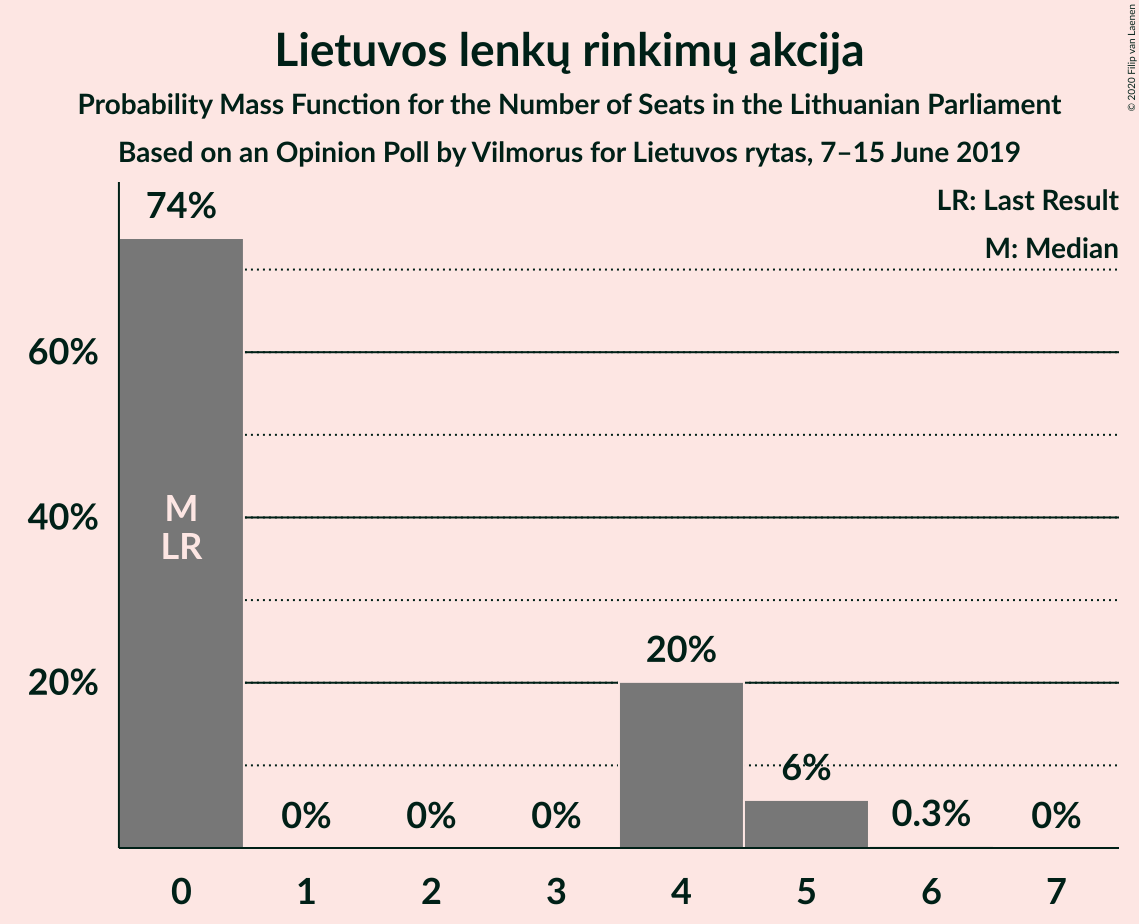 Lietuvos lenkų rinkimų akcija
Probability Mass Function for the Number of Seats in the Lithuanian Parliament
Based on an Opinion Poll by Vilmorus for Lietuvos rytas, 7–15 June 2019
© 2020 Filip van Laenen
LR: Last Result
M: Median
74%
60%
40%
20%
M
LR
0%
0%
0%
20%
6%
0.3%
0%
0 1 2 3 4 5 6 7